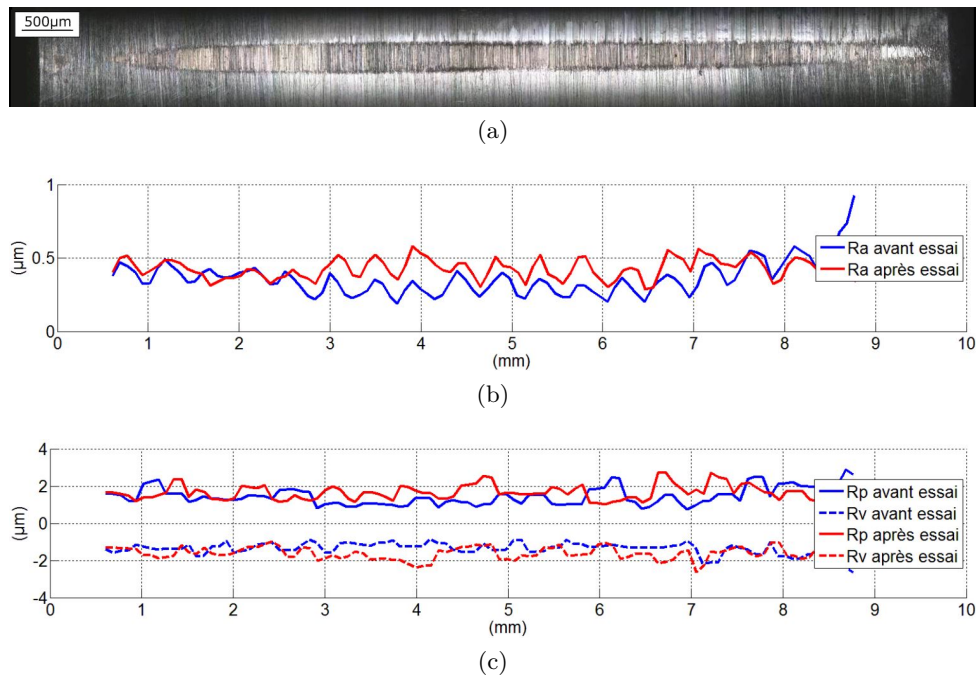 500µm
(a)
1
0.5
0
(µm)
Ra avant essai
Ra après essai
0 1 2 3 4 5 6 7 8 9 10
(mm)
(b)
4
2
0
-2
-4
(µm)
Rp avant essai
Rv avant essai
Rp après essai
Rv après essai
0 1 2 3 4 5 6 7 8 9 10
(mm)
(c)